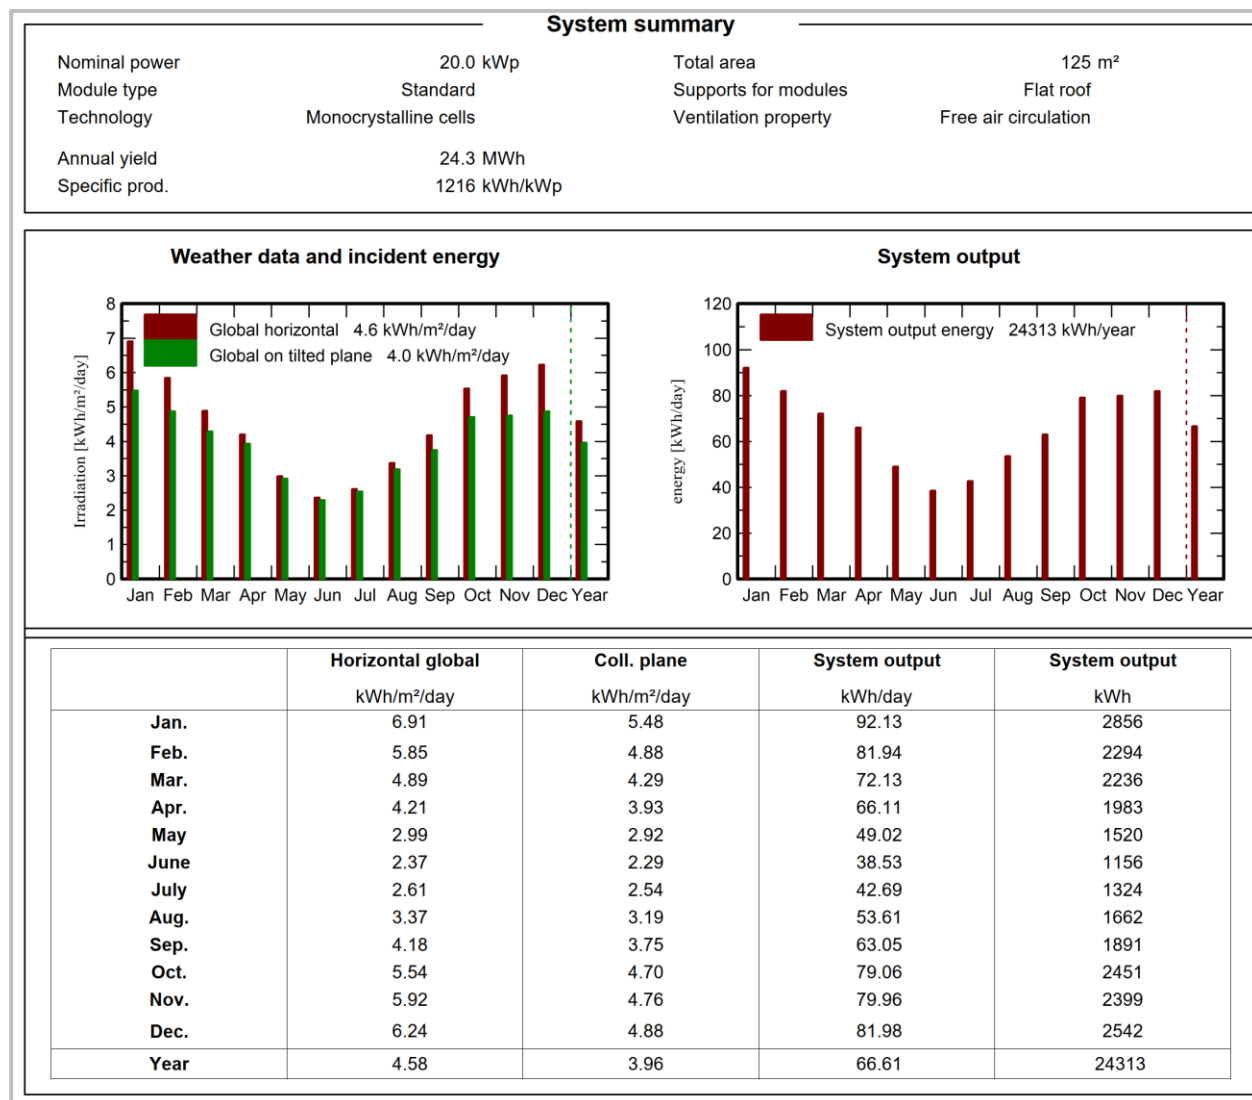 System summary
Nominal power 20.0 kWp Total area 125 m²
Module type Standard Supports for modules Flat roof
Technology Monocrystalline cells Ventilation property Free air circulation
Annual yield 24.3 MWh
Specific prod. 1216 kWh/kWp
Weather data and incident energy
8
7
6
5
4
3
2
1
0
Irradiation [kWh/m²/day]
Global horizontal 4.6 kWh/m²/day
Global on tilted plane 4.0 kWh/m²/day
Jan Feb Mar Apr May Jun Jul Aug Sep Oct Nov Dec Year
System output
120
100
80
60
40
20
0
energy [kWh/day]
System output energy 24313 kWh/year
Jan Feb Mar Apr May Jun Jul Aug Sep Oct Nov Dec Year
Horizontal global Coll. plane System output System output
kWh/m²/day kWh/m²/day kWh/day kWh
Jan. 6.91 5.48 92.13 2856
Feb. 5.85 4.88 81.94 2294
Mar. 4.89 4.29 72.13 2236
Apr. 4.21 3.93 66.11 1983
May 2.99 2.92 49.02 1520
June 2.37 2.29 38.53 1156
July 2.61 2.54 42.69 1324
Aug. 3.37 3.19 53.61 1662
Sep. 4.18 3.75 63.05 1891
Oct. 5.54 4.70 79.06 2451
Nov. 5.92 4.76 79.96 2399
Dec. 6.24 4.88 81.98 2542
Year 4.58 3.96 66.61 24313